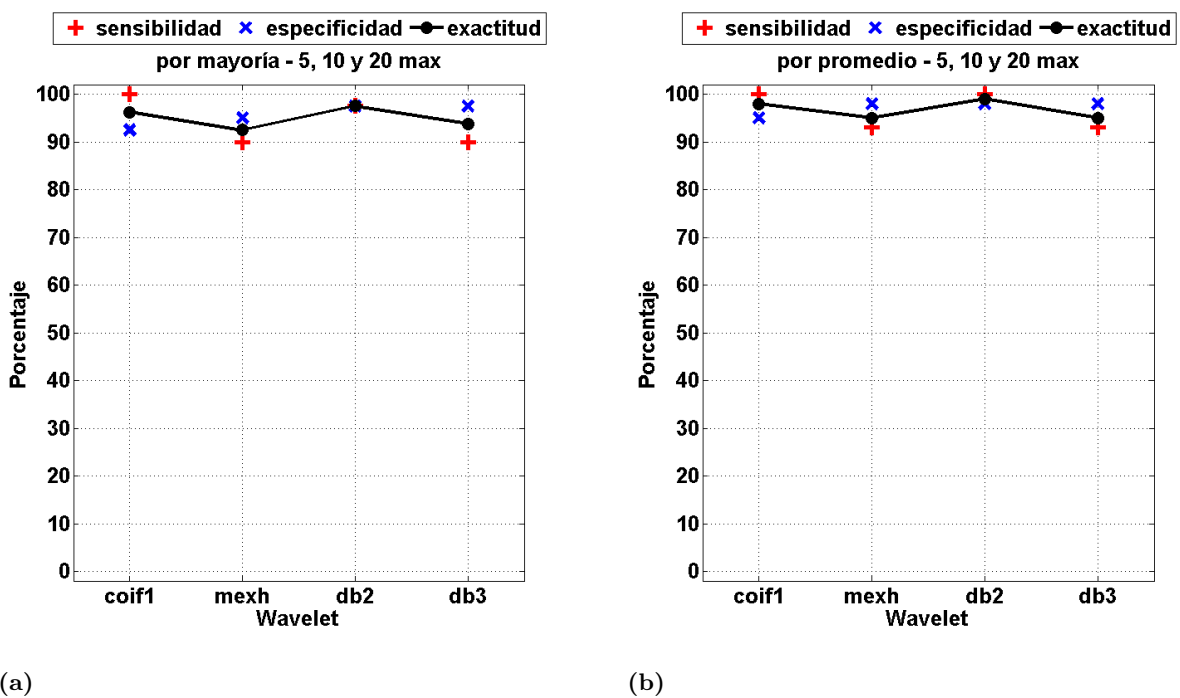 sensibilidad especificidad exactitud
por mayoría - 5, 10 y 20 max
100
90
80
70
60
50
40
30
20
10
0
Porcentaje
coif1 mexh db2 db3
Wavelet
(a)
sensibilidad especificidad exactitud
por promedio - 5, 10 y 20 max
100
90
80
70
60
50
40
30
20
10
0
Porcentaje
coif1 mexh db2 db3
Wavelet
(b)